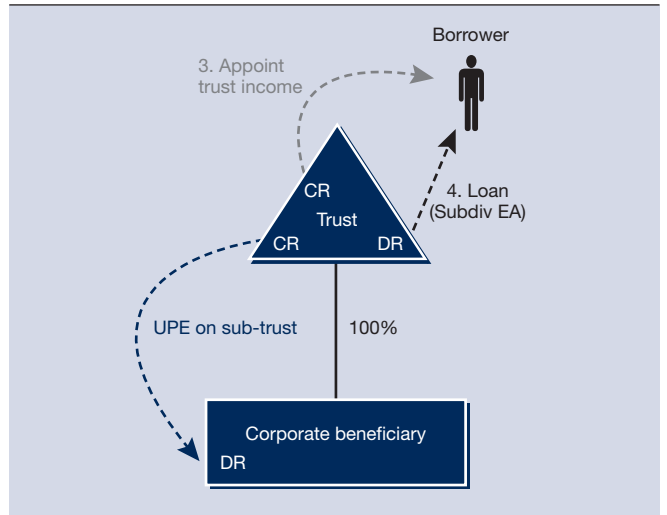 Borrower
3. Appoint
trust income
CR
4. Loan
(Subdiv EA)
Trust
CR
DR
UPE on sub-trust
100%
Corporate beneficiary
DR